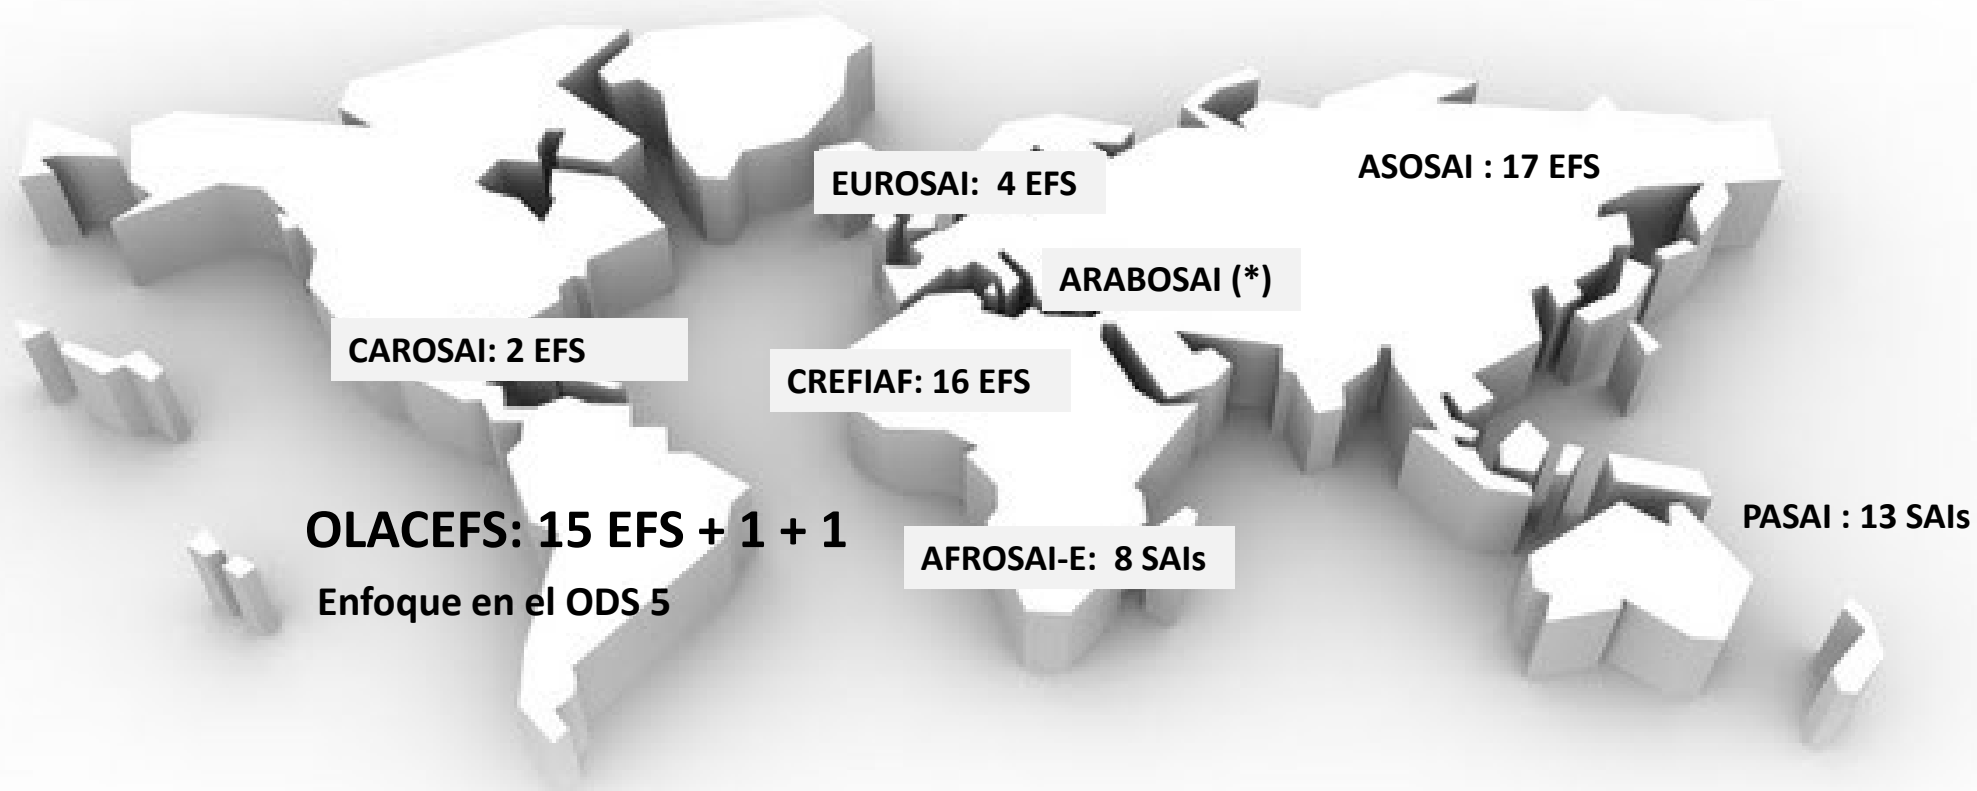 EUROSAI: 4 EFS
ASOSAI : 17 EFS
ARABOSAI (*)
CAROSAI: 2 EFS
CREFIAF: 16 EFS
OLACEFS: 15 EFS + 1 + 1
Enfoque en el ODS 5
AFROSAI-E: 8 SAIs
PASAI : 13 SAIs